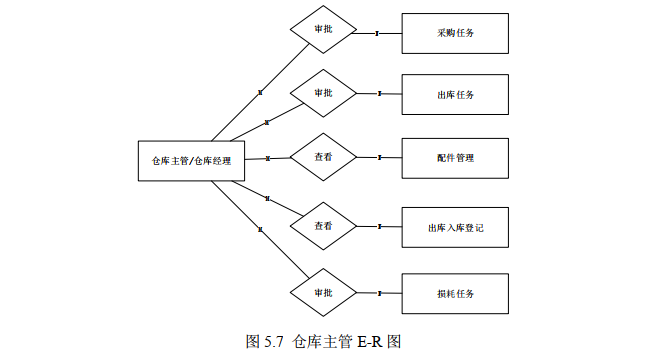 审批
采购任务
审批
出库任务
仓库主管/仓库经理
查看
配件管理
查看
出库入库登记
审批
损耗任务
图 5.7 仓库主管 E-R 图